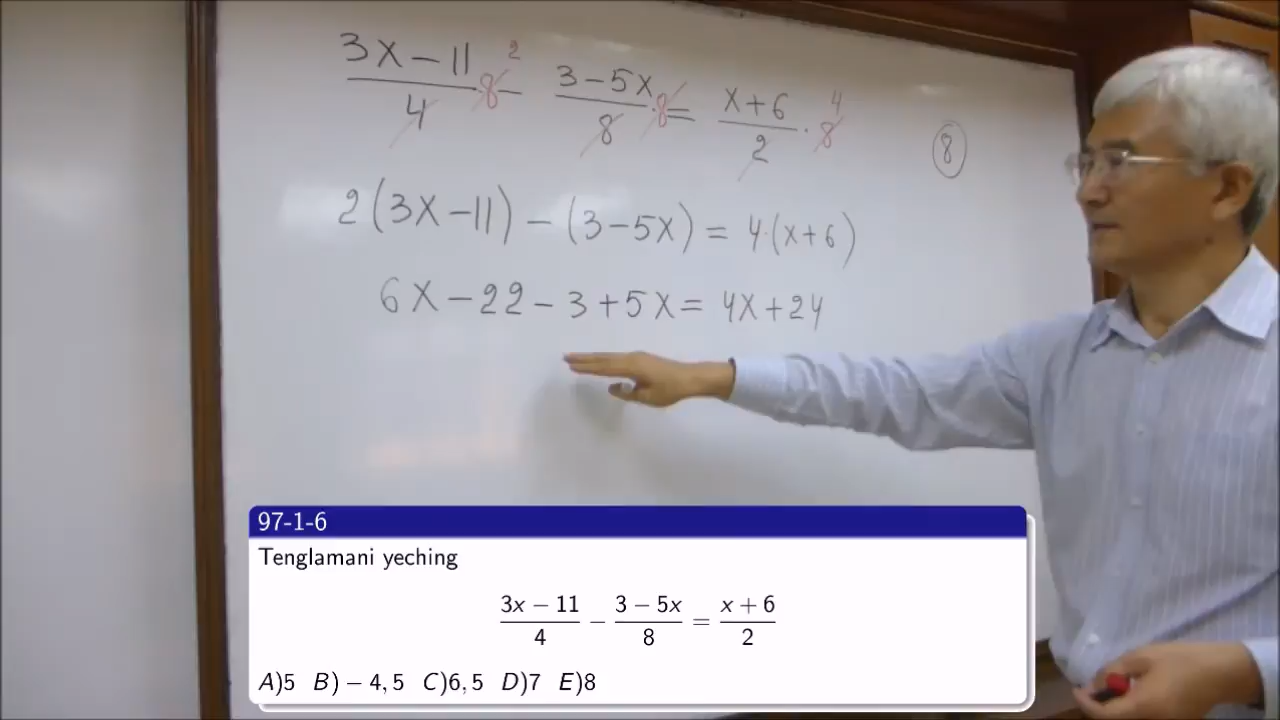 (3x-11)/4 · 8 2 - (3-5x)/8 · 8 = (x+6)/2 · 8 4
8
2(3x-11) - (3-5x) = 4·(x+6)
6x-22-3+5x=4x+24
97-1-6
Tenglamani yeching
(3x − 11)/4 − (3 − 5x)/8 = (x + 6)/2
A)5 B) − 4, 5 C)6, 5 D)7 E)8